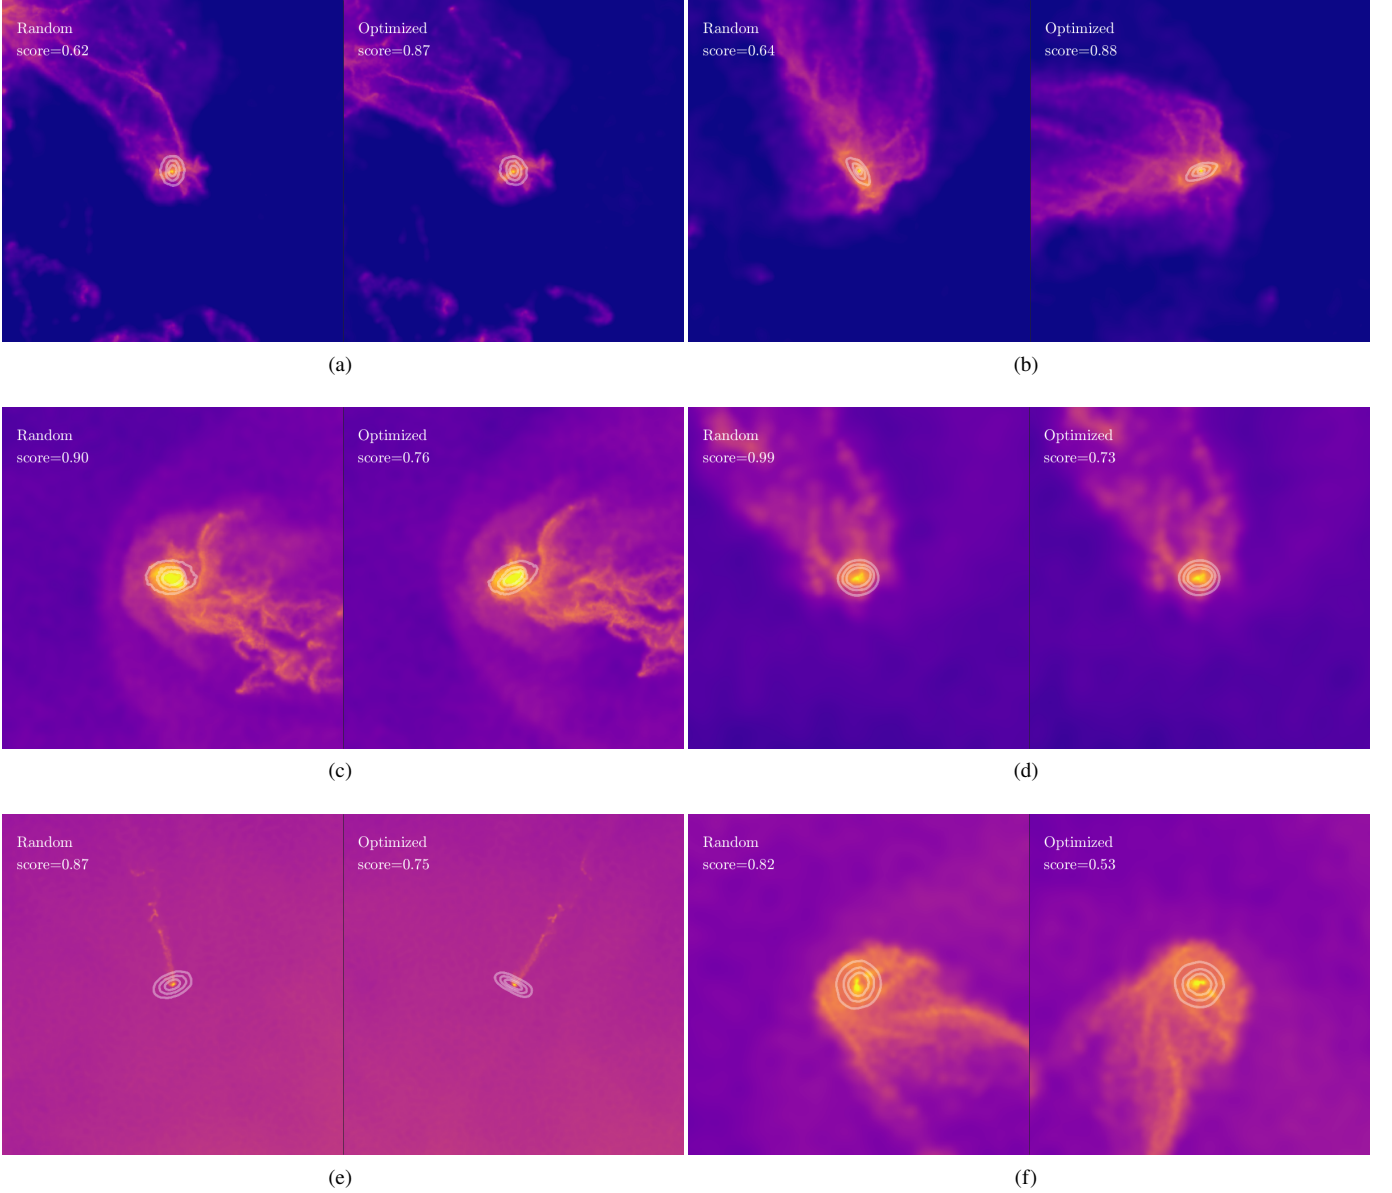 Random
score=0.62
Optimized
score=0.87
Random
score=0.64
Optimized
score=0.88
(a)
(b)
Random
score=0.90
Optimized
score=0.76
Random
score=0.99
Optimized
score=0.73
(c)
(d)
Random
score=0.87
Optimized
score=0.75
Random
score=0.82
Optimized
score=0.53
(e)
(f)